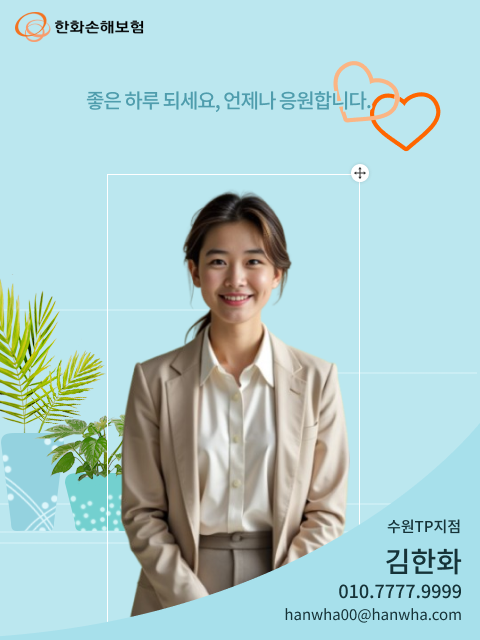 한화손해보험
좋은 하루 되세요, 언제나 응원합니다.
수원TP지점
김한화
010.7777.9999
hanwha00@hanwha.com